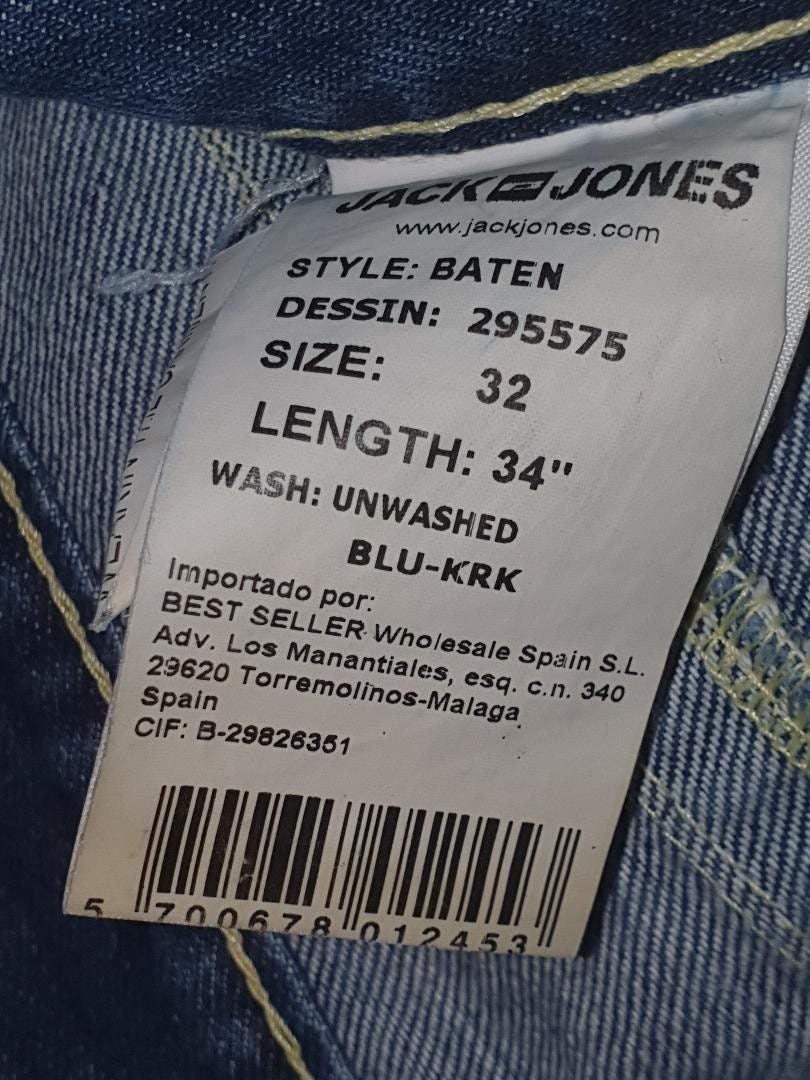 JACK JONES
www.jackjones.com
STYLE: BATEN
DESSIN: 295575
SIZE: 32
LENGTH: 34"
WASH: UNWASHED
BLU-KRK
Importado por:
BEST SELLER Wholesale Spain S.L.
Adv. Los Manantiales, esq. c.n. 340
29620 Torremolinos-Malaga
Spain
CIF: B-29826351
5 700678 012453